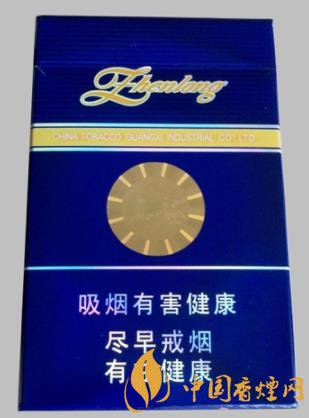 Zhenlong
CHINA TOBACCO GUANGXI INDUSTRIAL CO.,LTD
吸烟有害健康
尽早戒烟
有益健康
中国香烟网